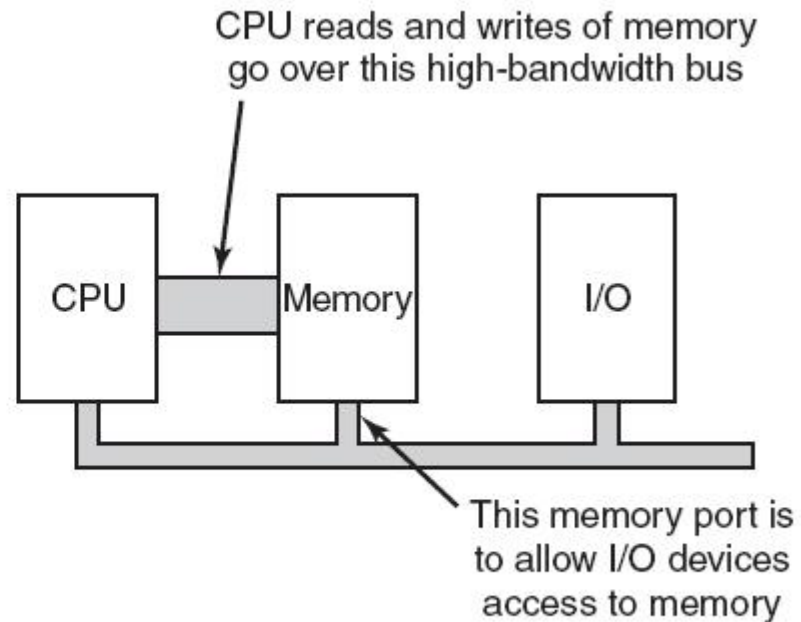 CPU reads and writes of memory
go over this high-bandwidth bus
CPU
Memory
I/O
This memory port is
to allow I/O devices
access to memory